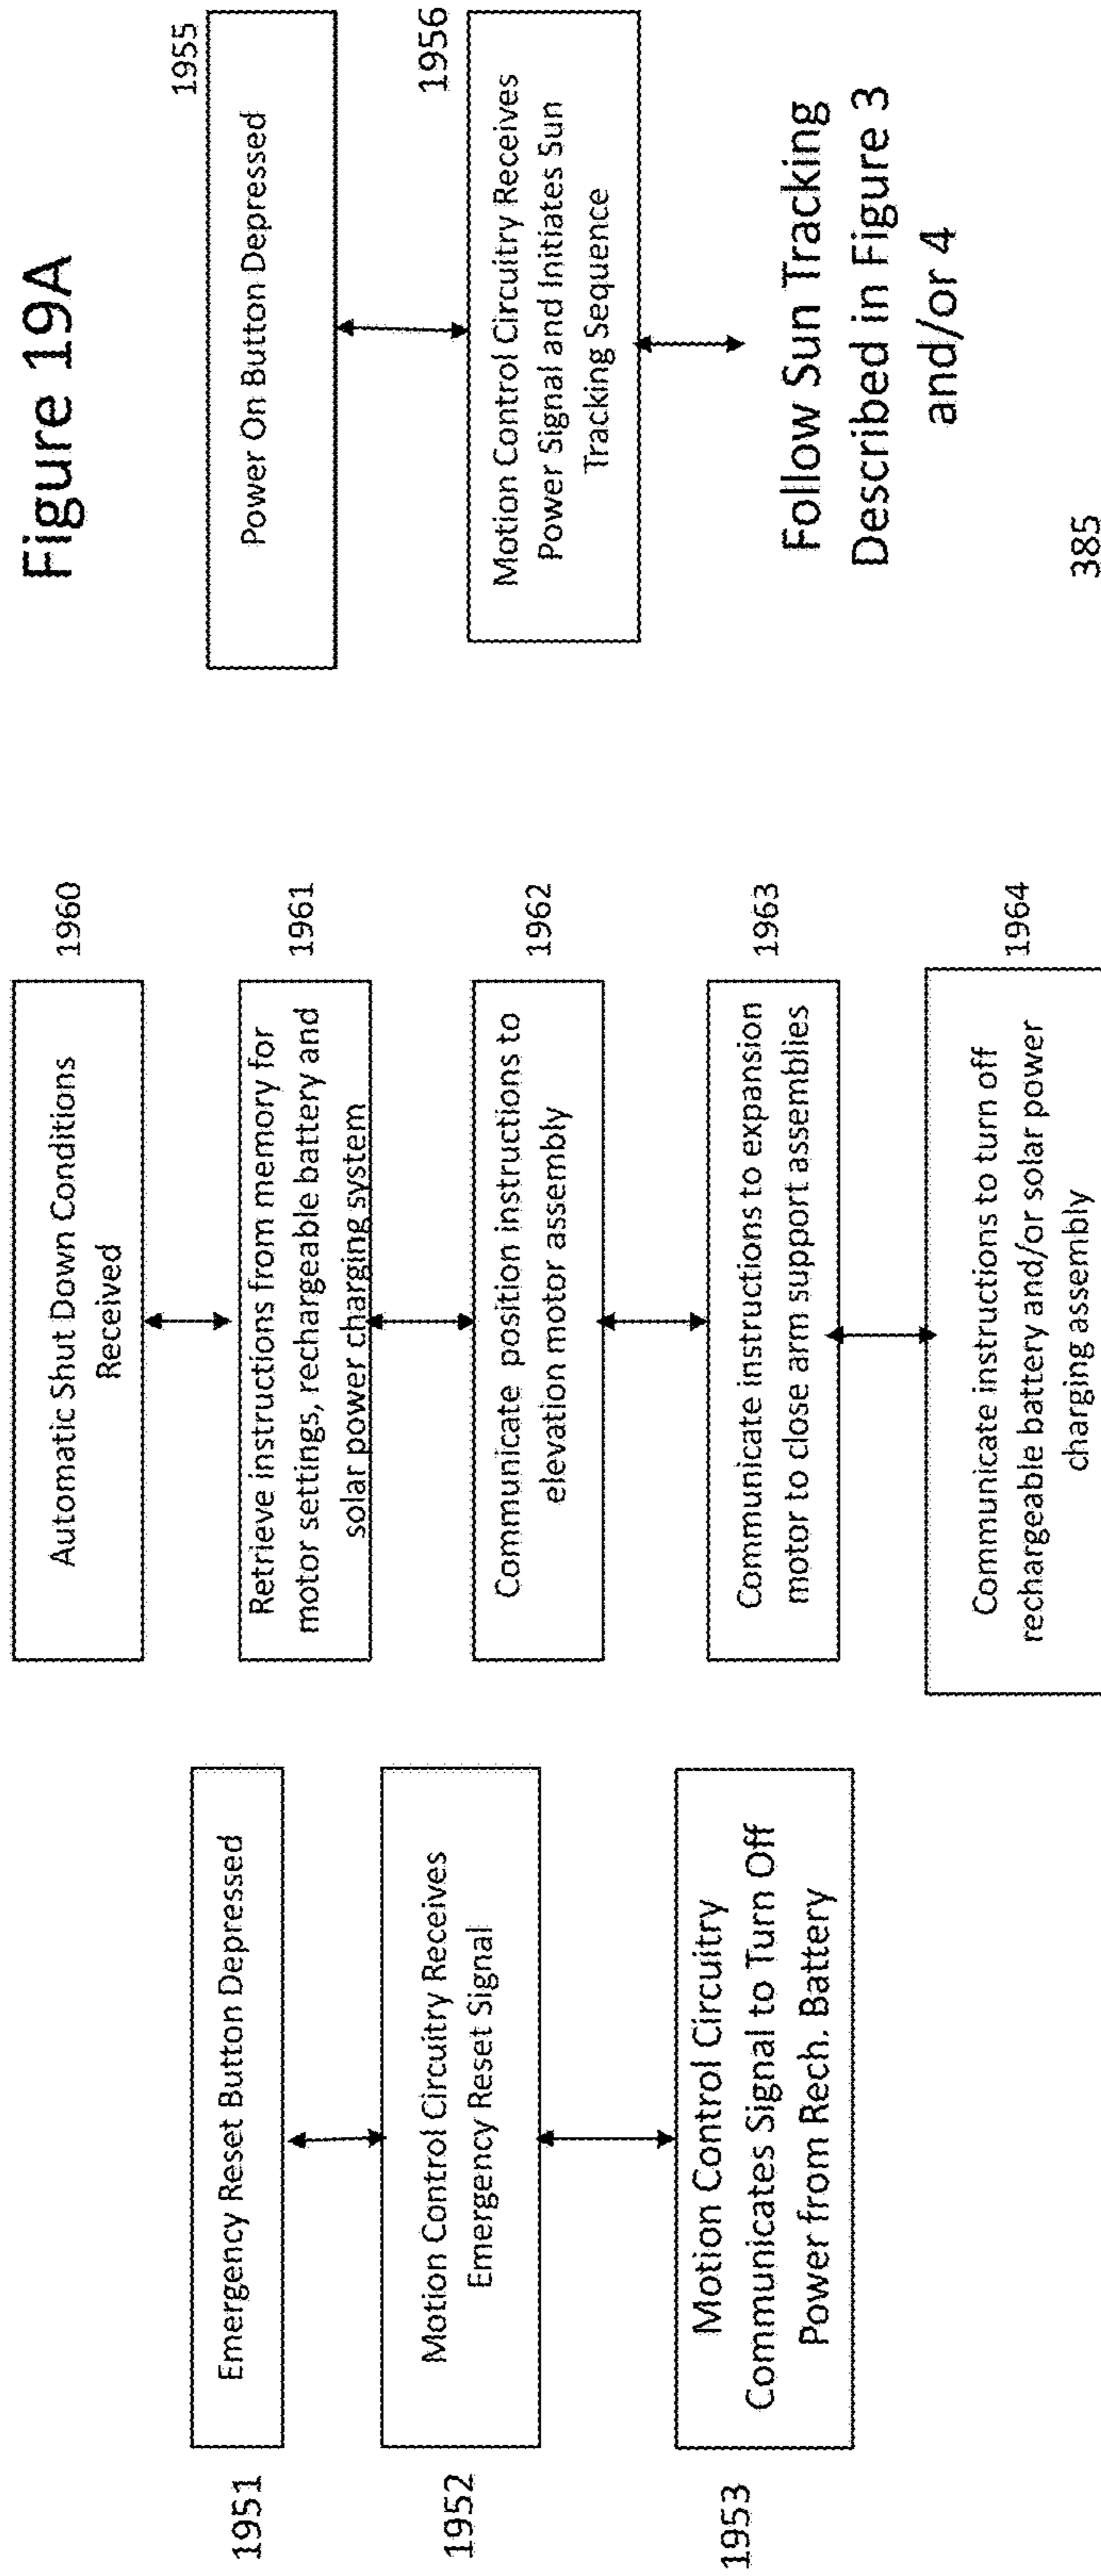 Figure 19A
1951
Emergency Reset Button Depressed
1952
Motion Control Circuitry Receives
Emergency Reset Signal
1953
Motion Control Circuitry
Communicates Signal to Turn Off
Power from Rech. Battery
1960
Automatic Shut Down Conditions
Received
1961
Retrieve instructions from memory for
motor settings, rechargeable battery and
solar power charging system
1962
Communicate position instructions to
elevation motor assembly
1963
Communicate instructions to expansion
motor to close arm support assemblies
1964
Communicate instructions to turn off
rechargeable battery and/or solar power
charging assembly
1955
Power On Button Depressed
1956
Motion Control Circuitry Receives
Power Signal and Initiates Sun
Tracking Sequence
Follow Sun Tracking
Described in Figure 3
and/or 4
385